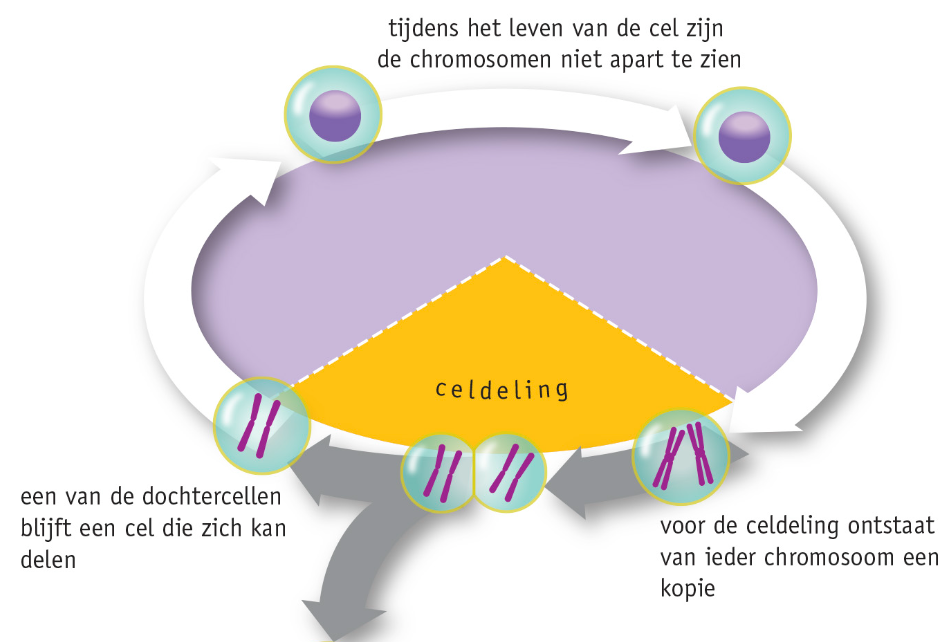 tijdens het leven van de cel zijn
de chromosomen niet apart te zien
celdeling
een van de dochtercellen
blijft een cel die zich kan
delen
voor de celdeling ontstaat
van ieder chromosoom een
kopie